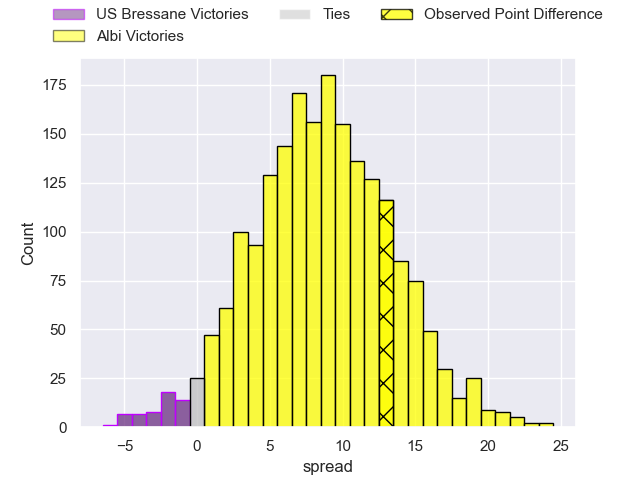 US Bressane Victories
Ties
Observed Point Difference
Albi Victories
175
150
125
100
75
50
25
0
Count
−5
0
5
10
15
20
25
spread